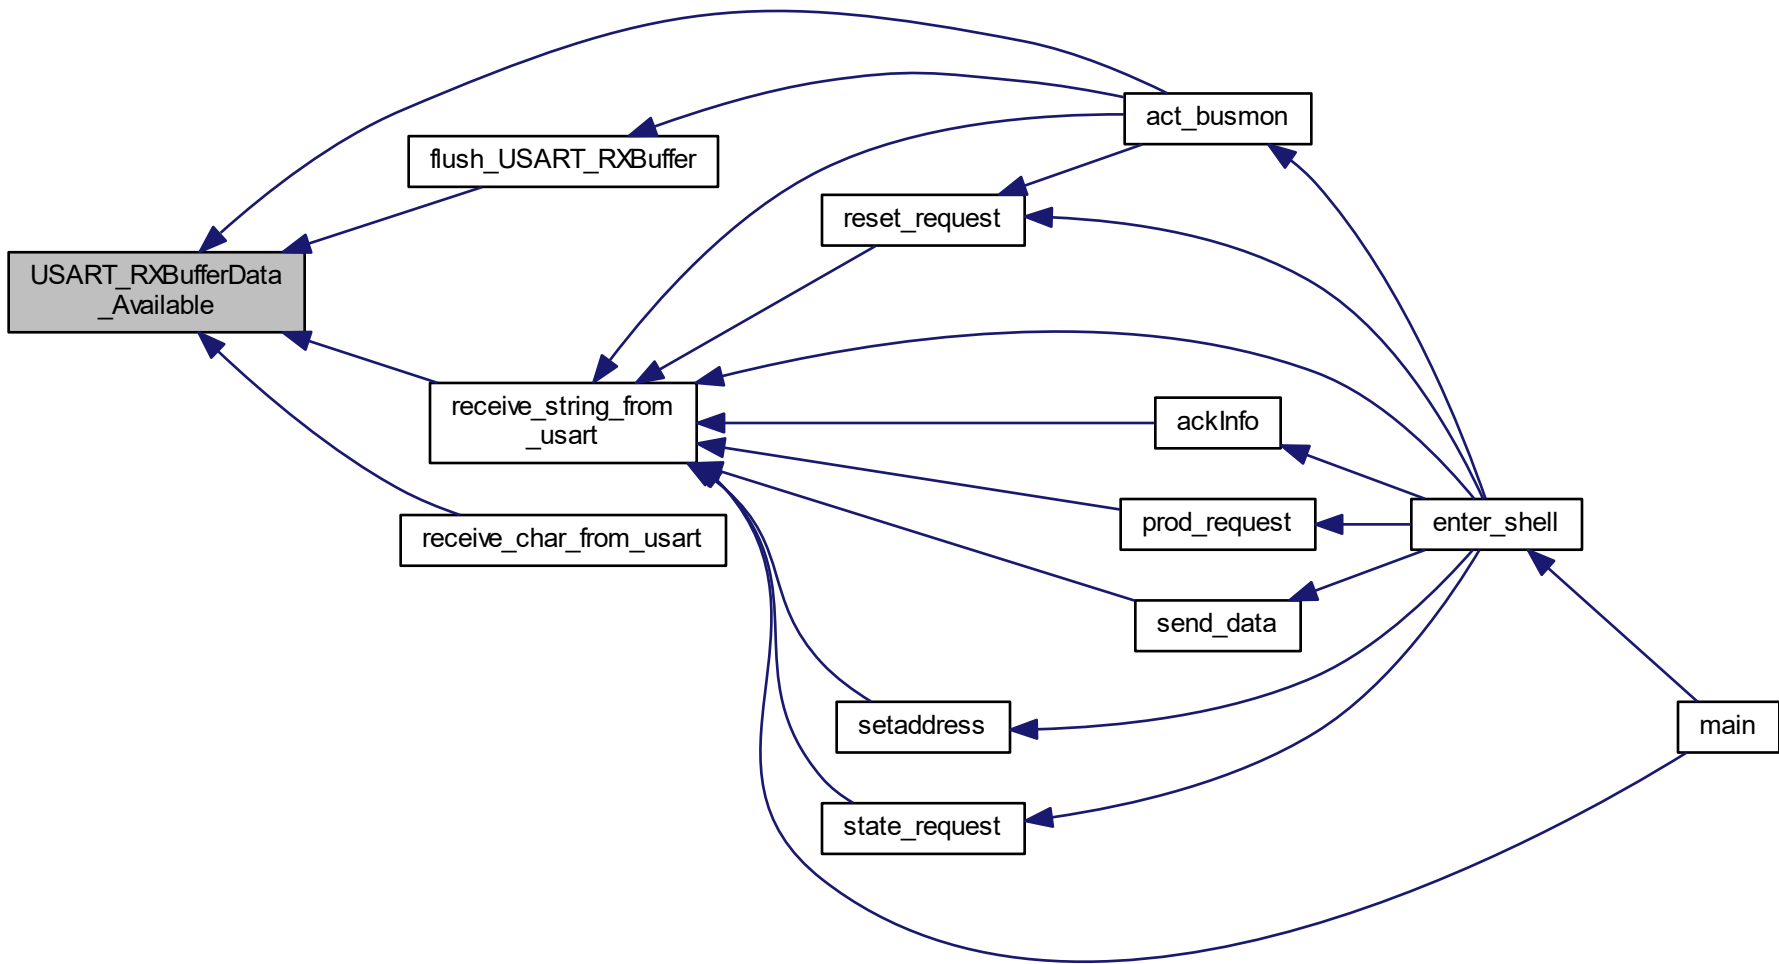 act_busmon
flush_USART_RXBuffer
reset_request
USART_RXBufferData
_Available
receive_string_from
_usart
ackInfo
receive_char_from_usart
prod_request
enter_shell
send_data
setaddress
main
state_request